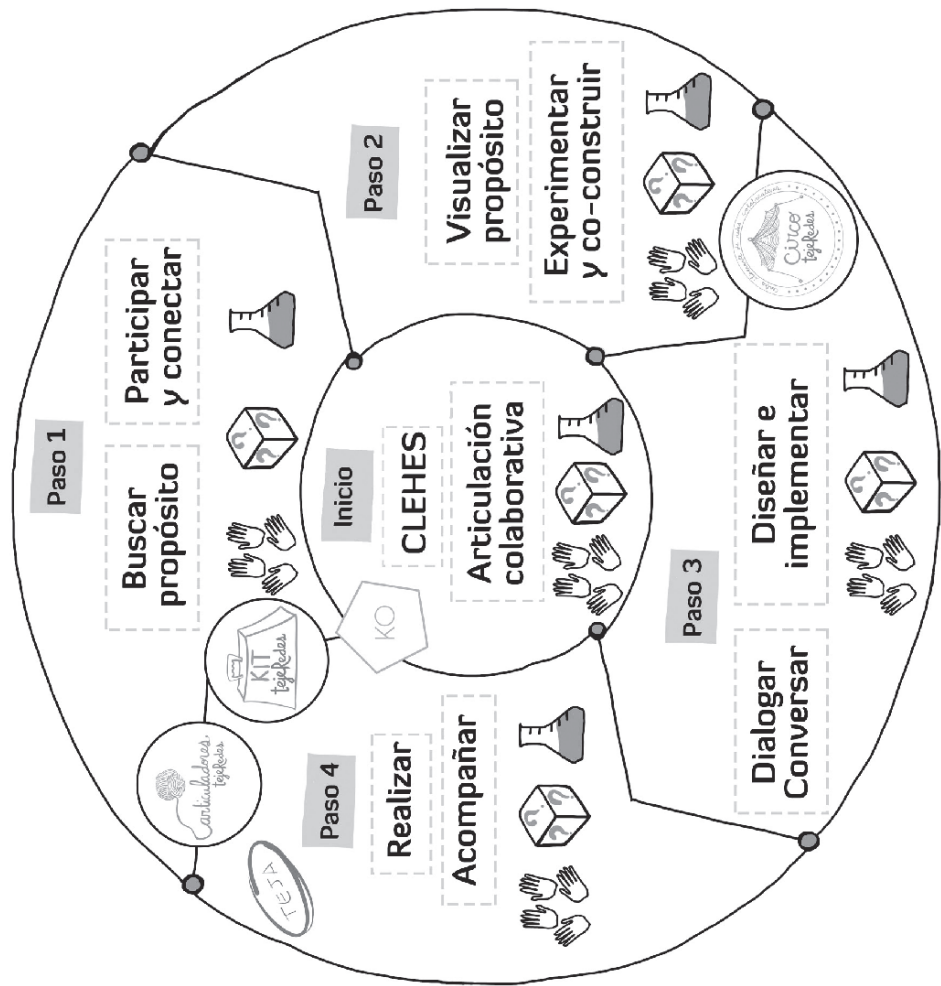 Paso 1
Buscar
propósito
Participar
y conectar
Paso 2
Visualizar
propósito
Experimentar
y co-construir
Circo
tejeRedes
Inicio
CLEHES
Articulación
colaborativa
KO
KIT
tejeRedes
articuladores
tejeRedes
TEJA
Paso 4
Realizar
Acompañar
Paso 3
Dialogar
Conversar
Diseñar e
implementar